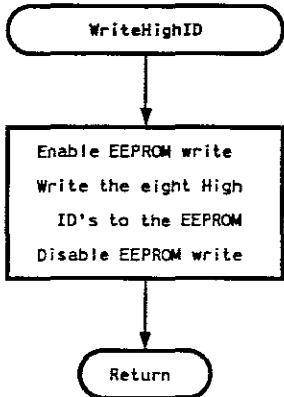 WriteHighID
Enable EEPROM write
Write the eight High
ID's to the EEPROM
Disable EEPROM write
Return